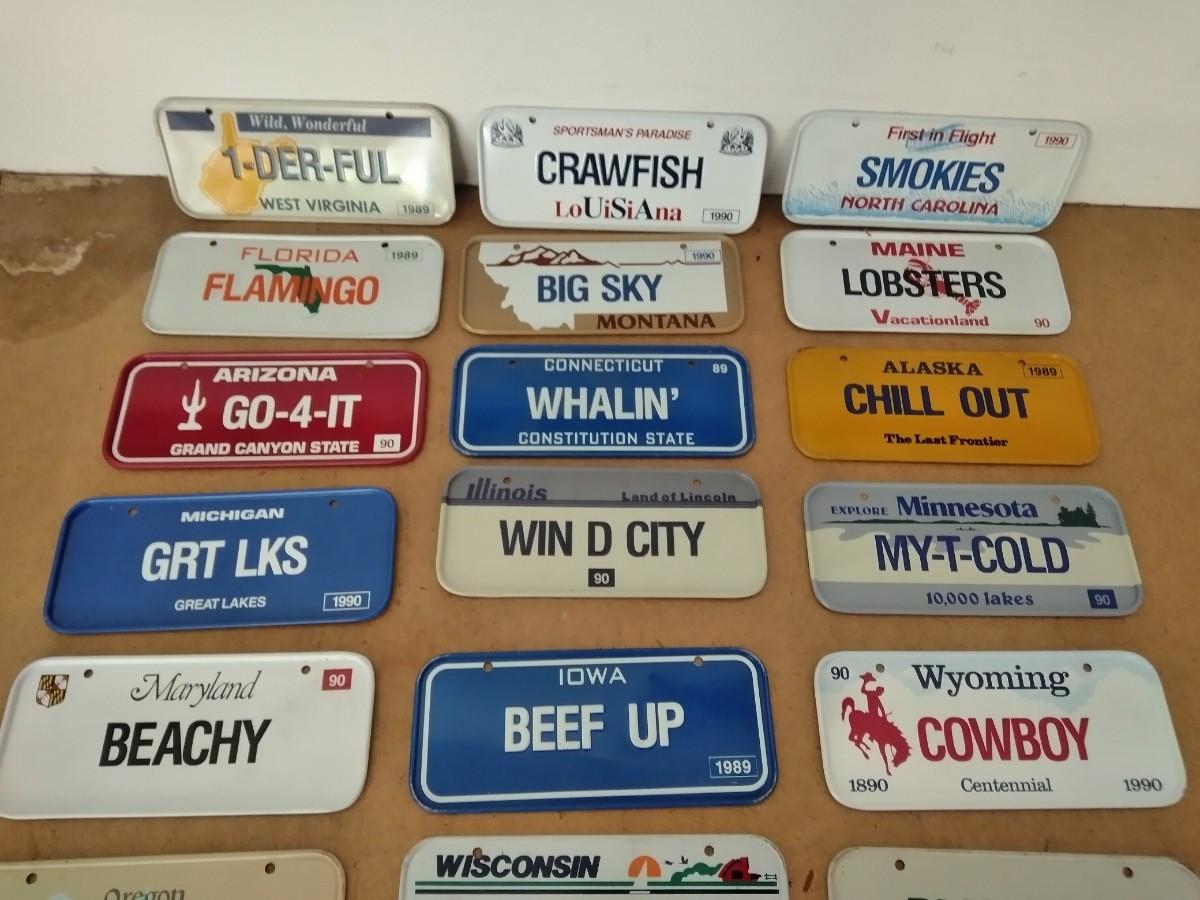 Wild, Wonderful
1-DER-FUL
WEST VIRGINIA 1989
SPORTSMAN'S PARADISE
CRAWFISH
LoUiSiAna 1990
First in Flight 1990
SMOKIES
NORTH CAROLINA
FLORIDA 1989
FLAMINGO
1990
BIG SKY
MONTANA
MAINE
LOBSTERS
Vacationland 90
ARIZONA
GO-4-IT
GRAND CANYON STATE 90
CONNECTICUT 89
WHALIN'
CONSTITUTION STATE
ALASKA 1989
CHILL OUT
The Last Frontier
MICHIGAN
GRT LKS
GREAT LAKES 1990
Illinois Land of Lincoln
WIN D CITY
90
EXPLORE Minnesota
MY-T-COLD
10,000 lakes 90
Maryland 90
BEACHY
IOWA
BEEF UP
1989
90 Wyoming
COWBOY
1890 Centennial 1990
Oregon
WISCONSIN